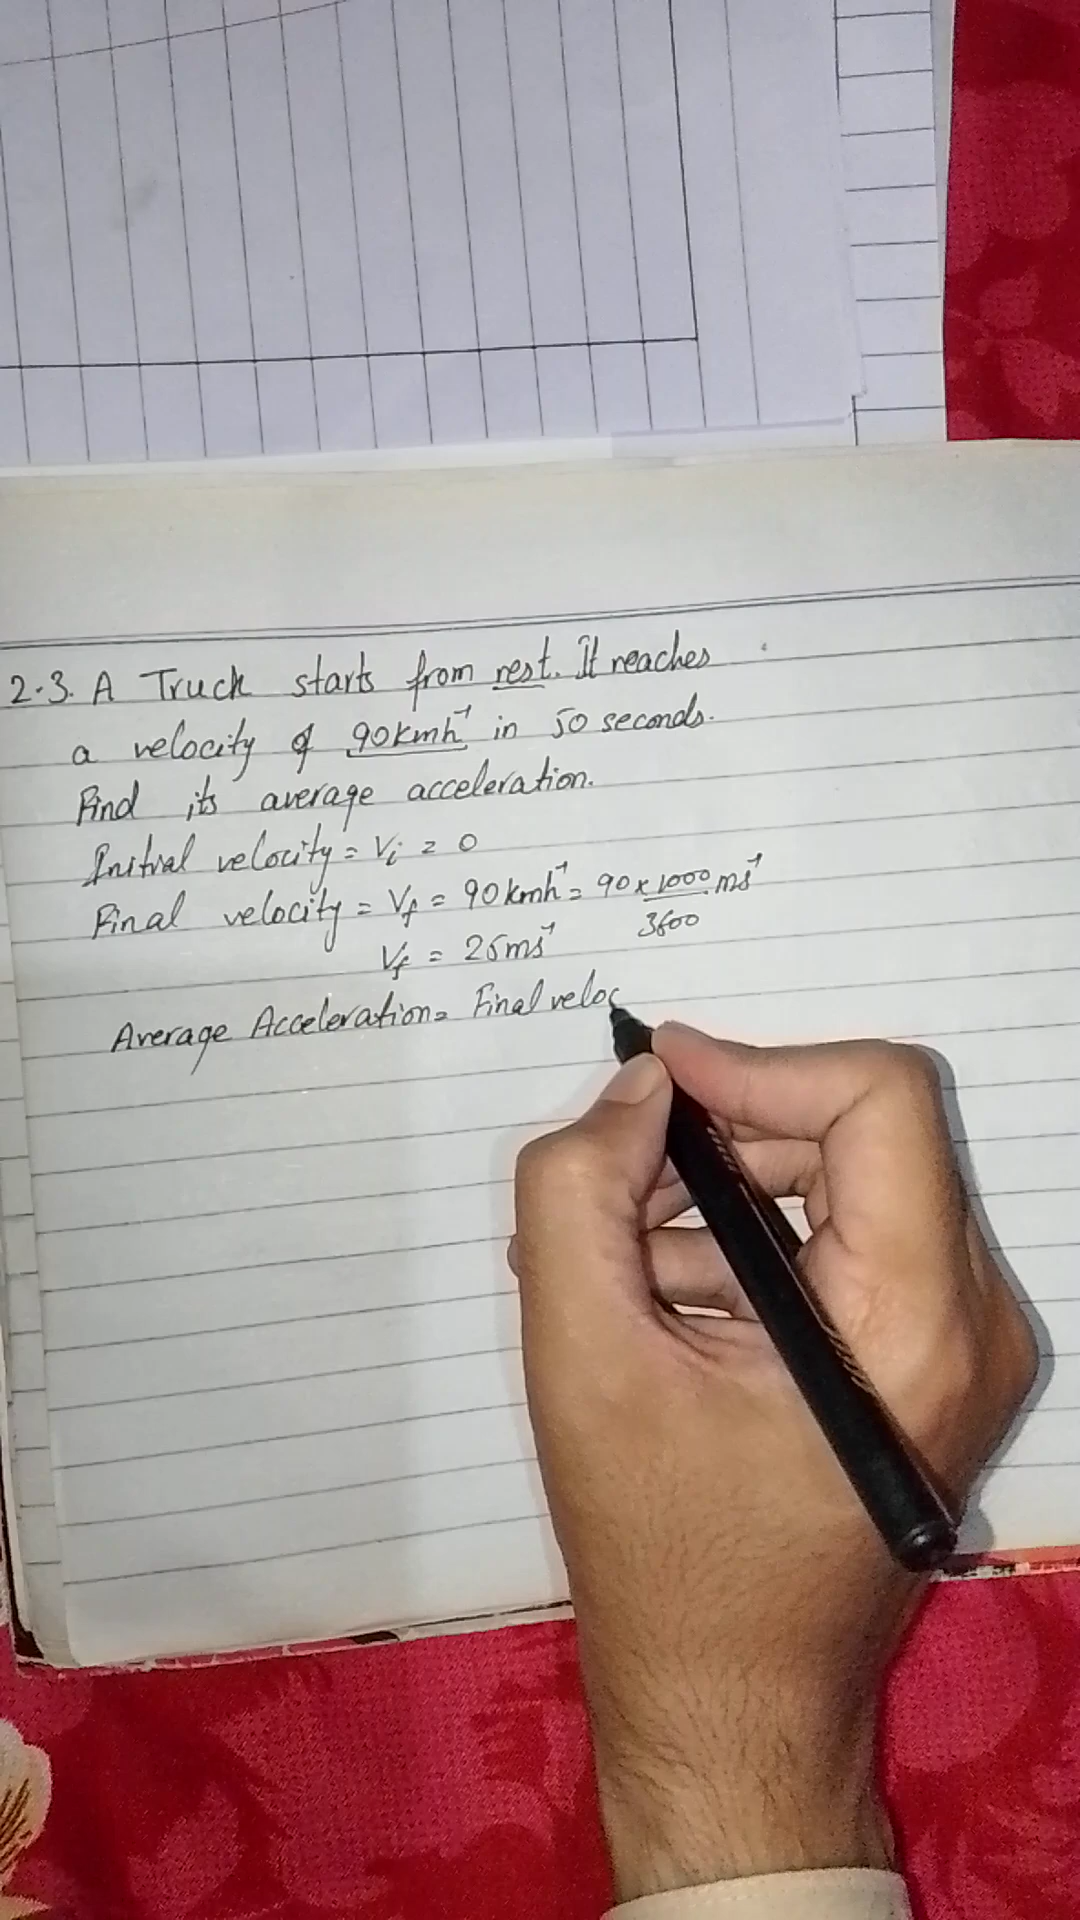 2.3. A Truck starts from rest. It reaches
a velocity of 90kmh⁻¹ in 50 seconds.
Find its average acceleration.
Initial velocity = Vi = 0
Final velocity = Vf = 90kmh⁻¹ = 90 x 1000 ms⁻¹
3600
Vf = 25ms⁻¹
Average Acceleration = Final veloc